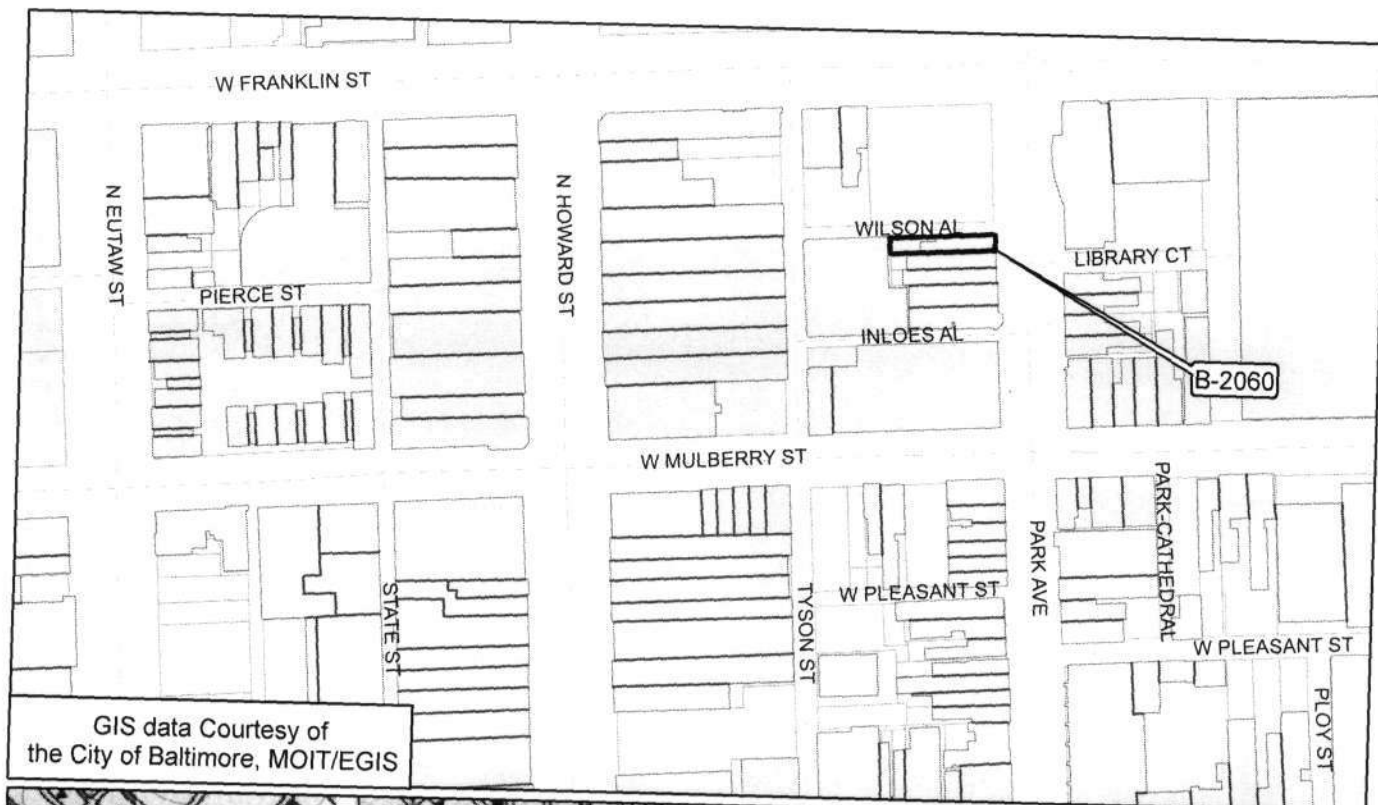 W FRANKLIN ST
N EUTAW ST
N HOWARD ST
WILSON AL
LIBRARY CT
PIERCE ST
INLOES AL
B-2060
W MULBERRY ST
STATE ST
TYSON ST
W PLEASANT ST
PARK AVE
PARK-CATHEDRAL
W PLEASANT ST
PLOY ST
GIS data Courtesy of
the City of Baltimore, MOIT/EGIS